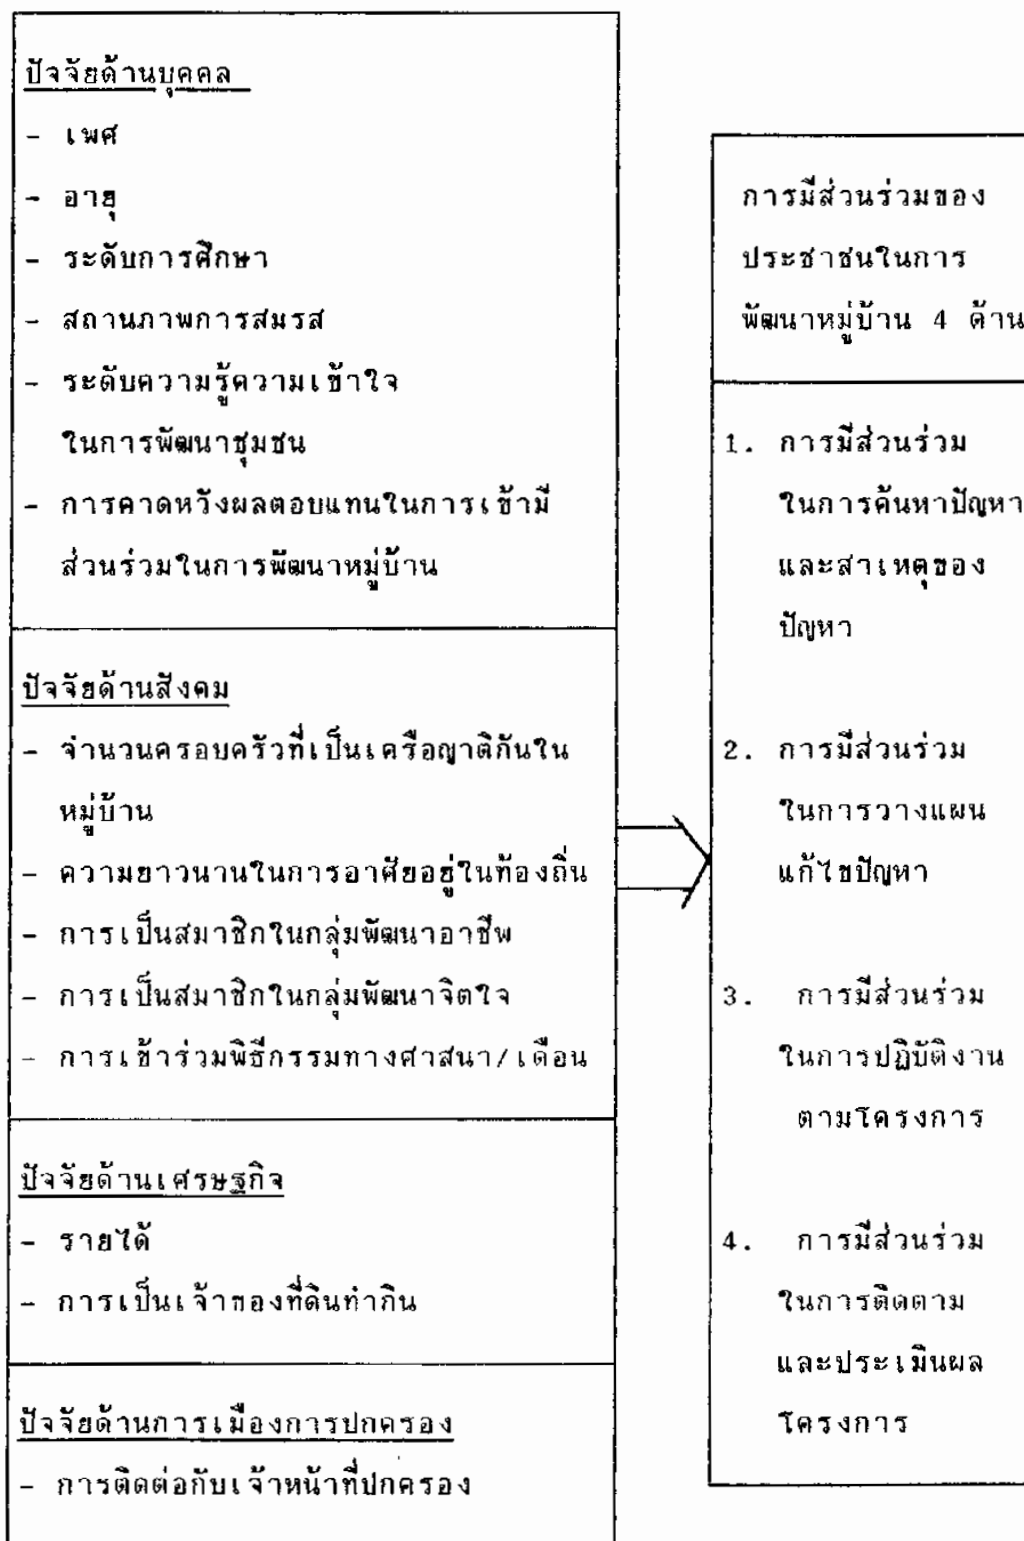 ปัจจัยด้านบุคคล
- เพศ
- อายุ
- ระดับการศึกษา
- สถานภาพการสมรส
- ระดับความรู้ความเข้าใจ
ในการพัฒนาชุมชน
- การคาดหวังผลตอบแทนในการเข้ามี
ส่วนร่วมในการพัฒนาหมู่บ้าน
ปัจจัยด้านสังคม
- จำนวนครอบครัวที่เป็นเครือญาติกันใน
หมู่บ้าน
- ความยาวนานในการอาศัยอยู่ในท้องถิ่น
- การเป็นสมาชิกในกลุ่มพัฒนาอาชีพ
- การเป็นสมาชิกในกลุ่มพัฒนาจิตใจ
- การเข้าร่วมพิธีกรรมทางศาสนา/เดือน
ปัจจัยด้านเศรษฐกิจ
- รายได้
- การเป็นเจ้าของที่ดินทำกิน
ปัจจัยด้านการเมืองการปกครอง
- การติดต่อกับเจ้าหน้าที่ปกครอง
การมีส่วนร่วมของ
ประชาชนในการ
พัฒนาหมู่บ้าน 4 ด้าน
1. การมีส่วนร่วม
ในการค้นหาปัญหา
และสาเหตุของ
ปัญหา
2. การมีส่วนร่วม
ในการวางแผน
แก้ไขปัญหา
3. การมีส่วนร่วม
ในการปฏิบัติงาน
ตามโครงการ
4. การมีส่วนร่วม
ในการติดตาม
และประเมินผล
โครงการ